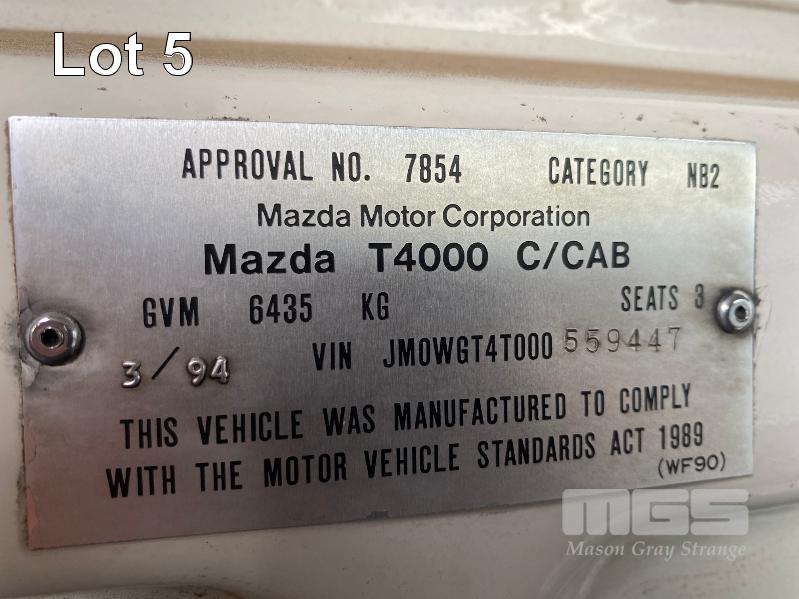 Lot 5
APPROVAL NO. 7854 CATEGORY NB2
Mazda Motor Corporation
Mazda T4000 C/CAB
GVM 6435 KG SEATS 3
3/94 VIN JM0WGT4T000559447
THIS VEHICLE WAS MANUFACTURED TO COMPLY
WITH THE MOTOR VEHICLE STANDARDS ACT 1989
(WF90)
MGS
Mason Gray Strange